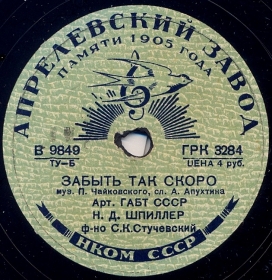 АПРЕЛЕВСКИЙ ЗАВОД
ПАМЯТИ 1905 ГОДА
В 9849
ТУ-Б
ГРК 3284
ЦЕНА 4 руб.
ЗАБЫТЬ ТАК СКОРО
муз. П. Чайковского, сл. А. Апухтина
Арт. ГАБТ СССР
Н. Д. ШПИЛЛЕР
ф-но С.К.Стучевский
НКОМ СССР